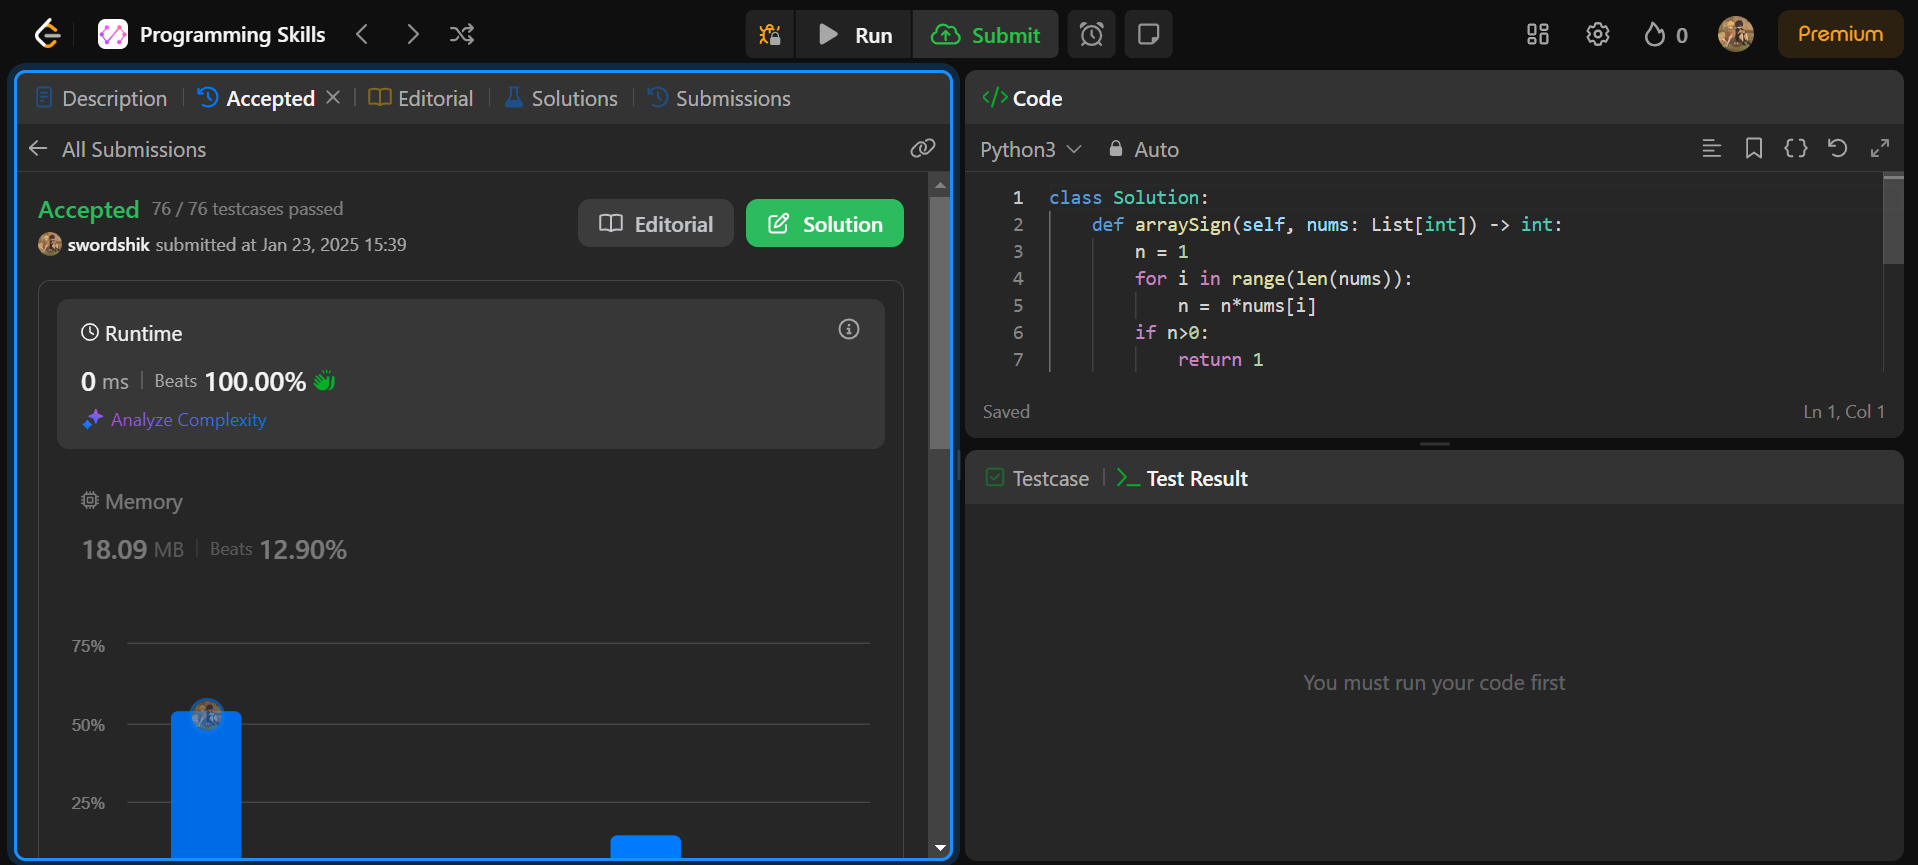 Programming Skills
Run
Submit
0
Premium
Description
Accepted
Editorial
Solutions
Submissions
All Submissions
Accepted 76 / 76 testcases passed
swordshik submitted at Jan 23, 2025 15:39
Editorial
Solution
Runtime
0 ms
Beats 100.00%
Analyze Complexity
Memory
18.09 MB
Beats 12.90%
75%
50%
25%
</> Code
Python3
Auto
1 class Solution:
2 def arraySign(self, nums: List[int]) -> int:
3 n = 1
4 for i in range(len(nums)):
5 n = n*nums[i]
6 if n>0:
7 return 1
Saved
Ln 1, Col 1
Testcase
Test Result
You must run your code first